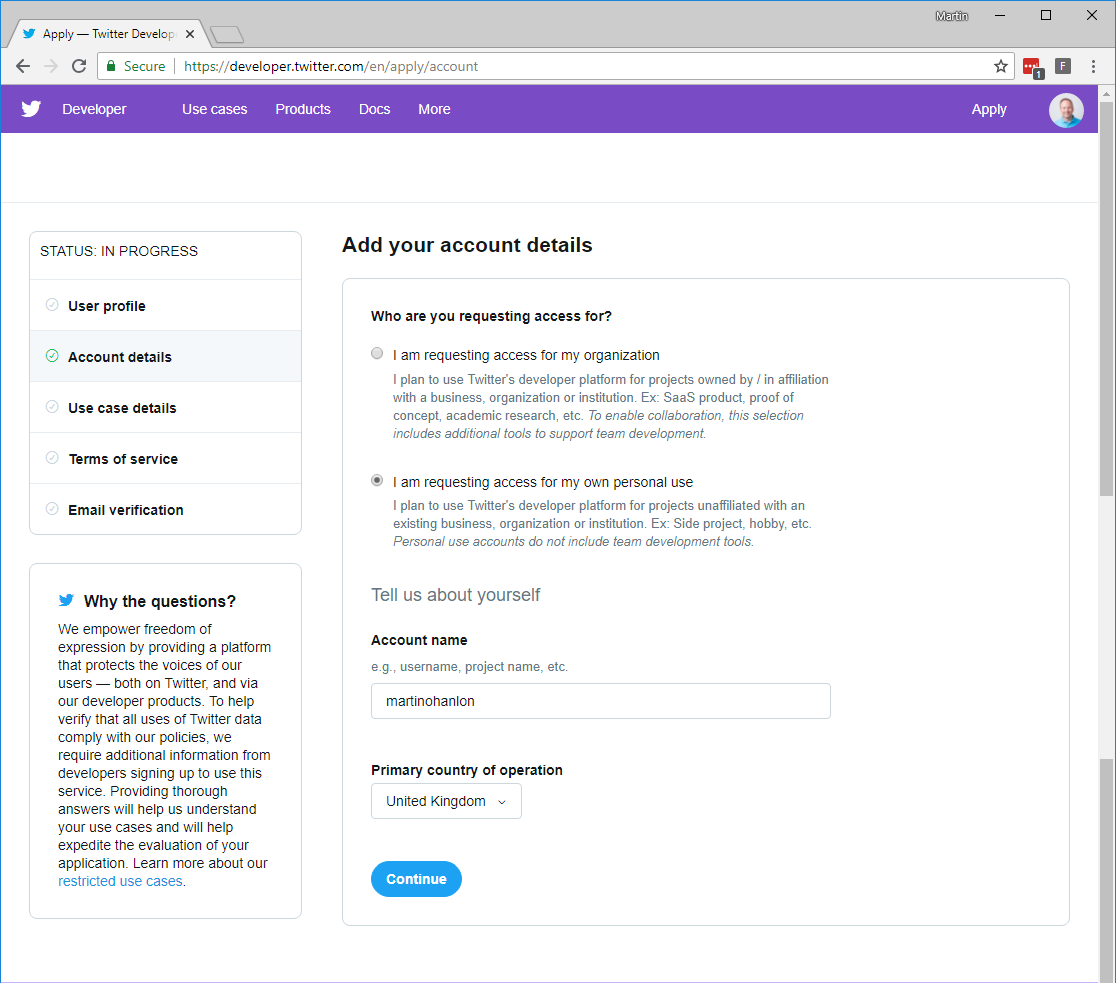 Martin
Apply — Twitter Develop
Secure
https://developer.twitter.com/en/apply/account
1
F
Developer
Use cases
Products
Docs
More
Apply
STATUS: IN PROGRESS
User profile
Account details
Use case details
Terms of service
Email verification
Why the questions?
We empower freedom of
expression by providing a platform
that protects the voices of our
users — both on Twitter, and via
our developer products. To help
verify that all uses of Twitter data
comply with our policies, we
require additional information from
developers signing up to use this
service. Providing thorough
answers will help us understand
your use cases and will help
expedite the evaluation of your
application. Learn more about our
restricted use cases.
Add your account details
Who are you requesting access for?
I am requesting access for my organization
I plan to use Twitter's developer platform for projects owned by / in affiliation
with a business, organization or institution. Ex: SaaS product, proof of
concept, academic research, etc. To enable collaboration, this selection
includes additional tools to support team development.
I am requesting access for my own personal use
I plan to use Twitter's developer platform for projects unaffiliated with an
existing business, organization or institution. Ex: Side project, hobby, etc.
Personal use accounts do not include team development tools.
Tell us about yourself
Account name
e.g., username, project name, etc.
martinohanlon
Primary country of operation
United Kingdom
Continue